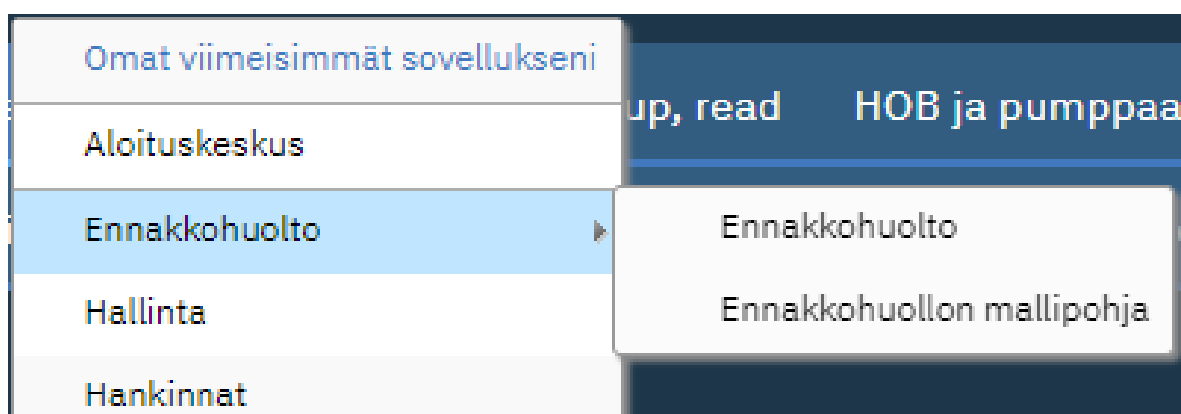 Omat viimeisimmät sovellukseni
up, read HOB ja pumppaa
Aloituskeskus
Ennakkohuolto
Ennakkohuolto
Ennakkohuollon mallipohja
Hallinta
Hankinnat